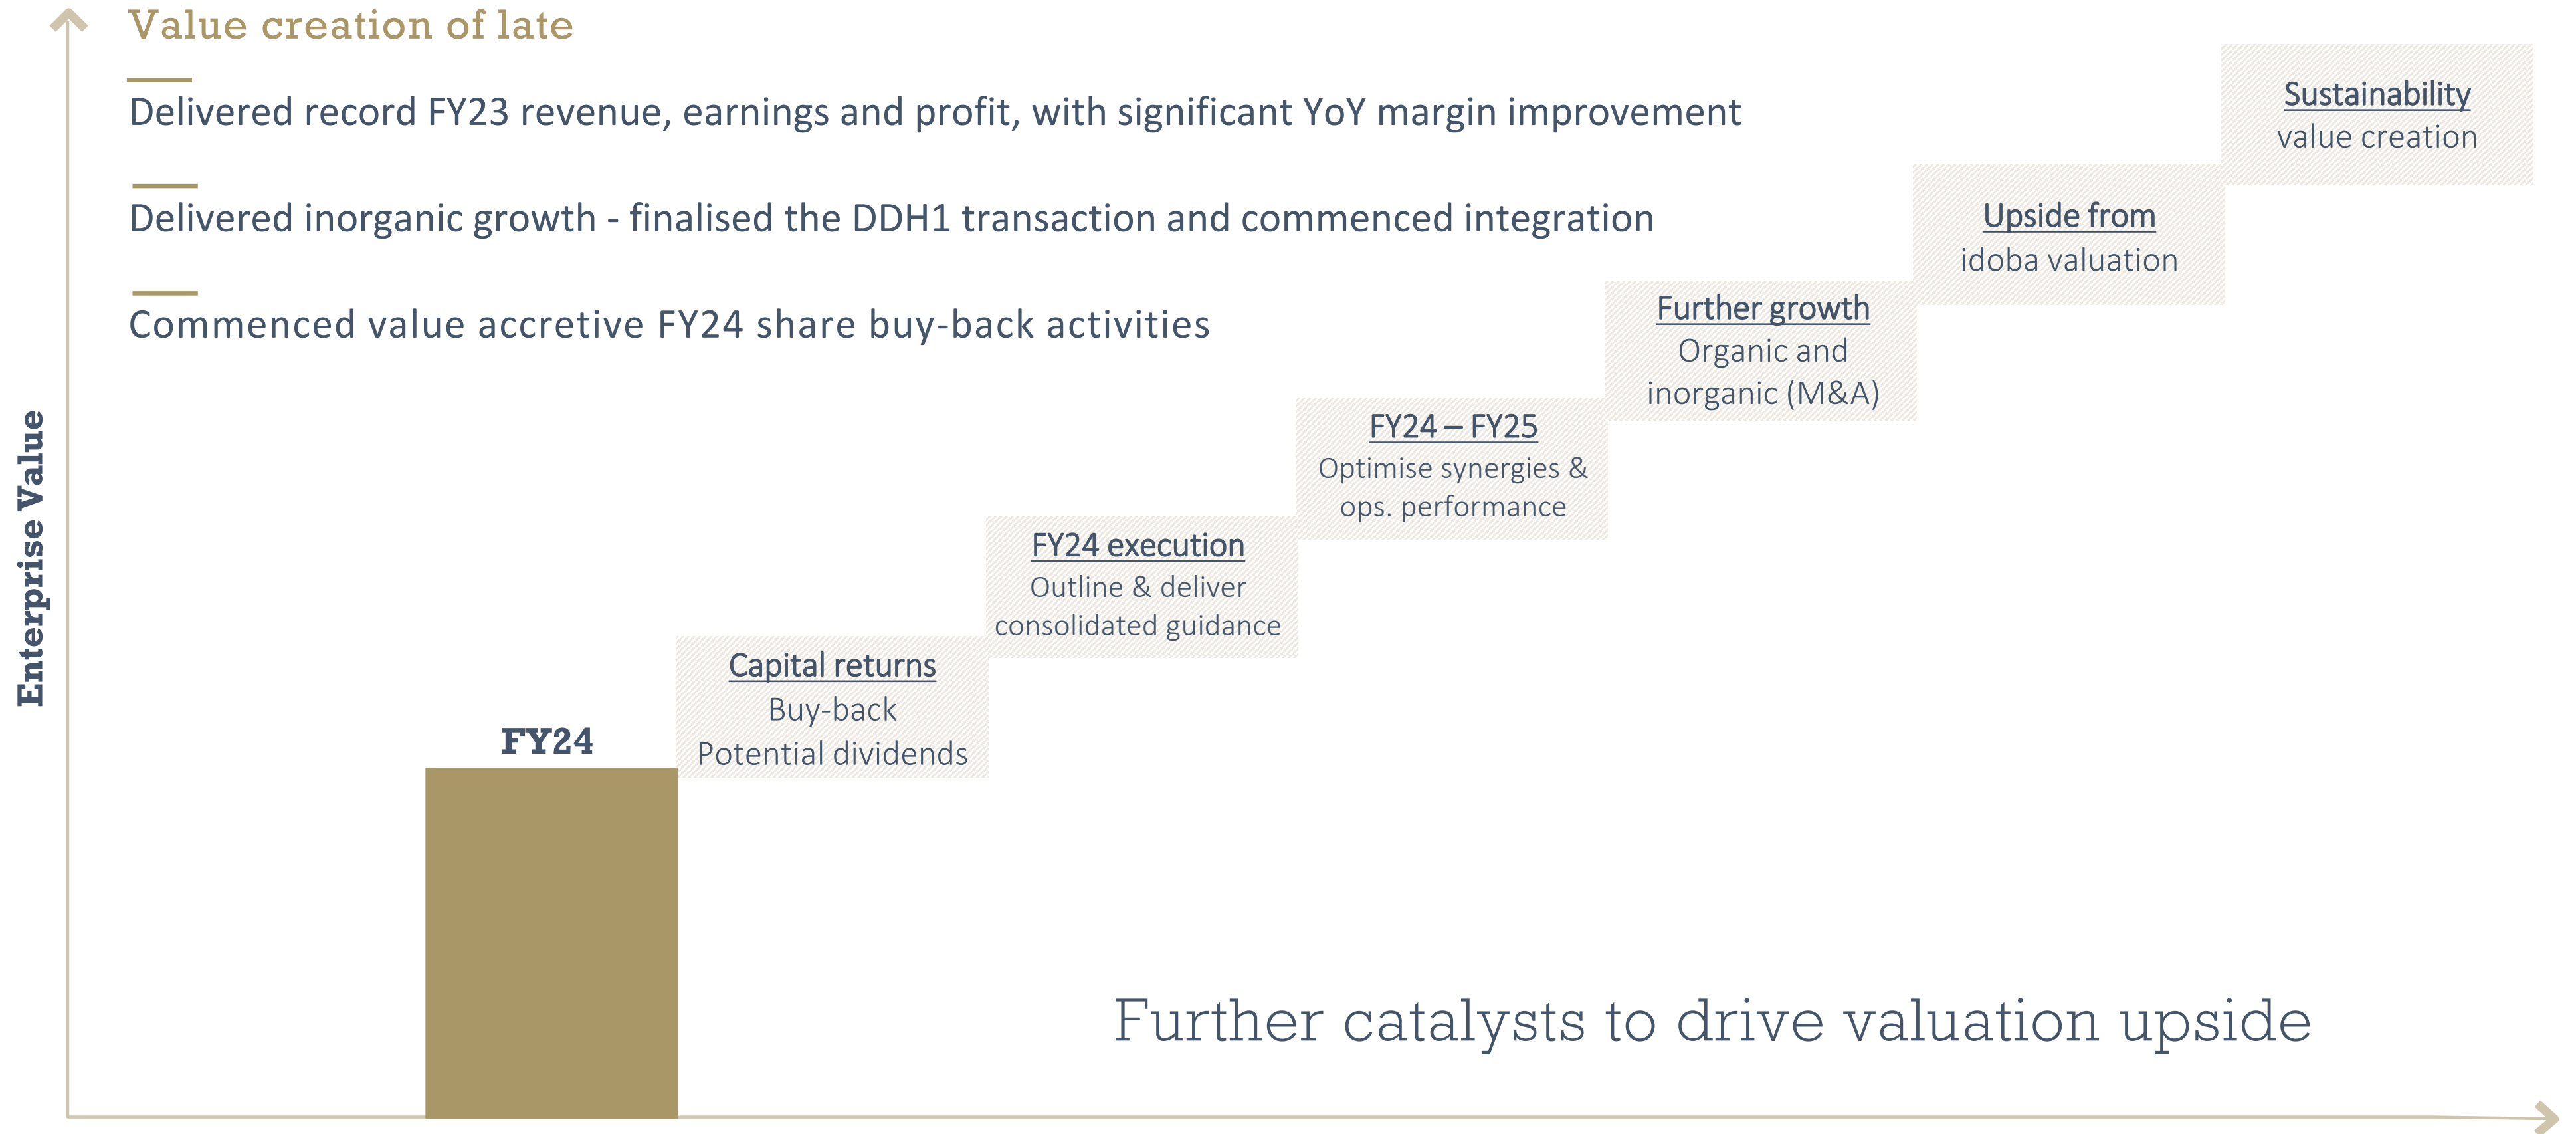 Value creation of late
Delivered record FY23 revenue, earnings and profit, with significant YoY margin improvement
Delivered inorganic growth - finalised the DDH1 transaction and commenced integration
Commenced value accretive FY24 share buy-back activities
Enterprise Value
FY24
Capital returns
Buy-back
Potential dividends
FY24 execution
Outline & deliver
consolidated guidance
FY24 – FY25
Optimise synergies &
ops. performance
Further growth
Organic and
inorganic (M&A)
Upside from
idoba valuation
Sustainability
value creation
Further catalysts to drive valuation upside